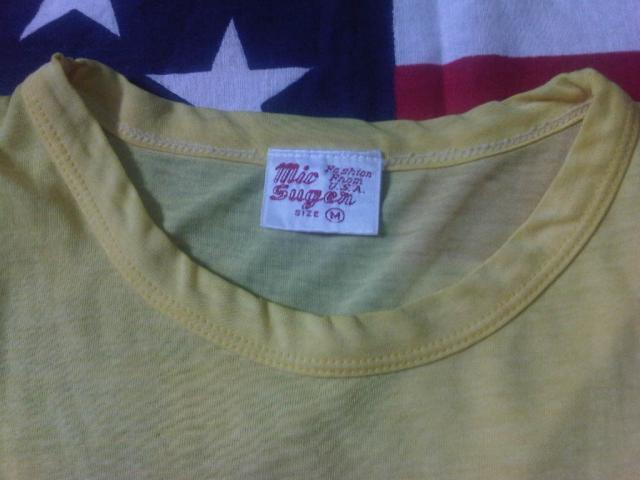 Mic Fashion
From
Sugen U.S.A.
SIZE M